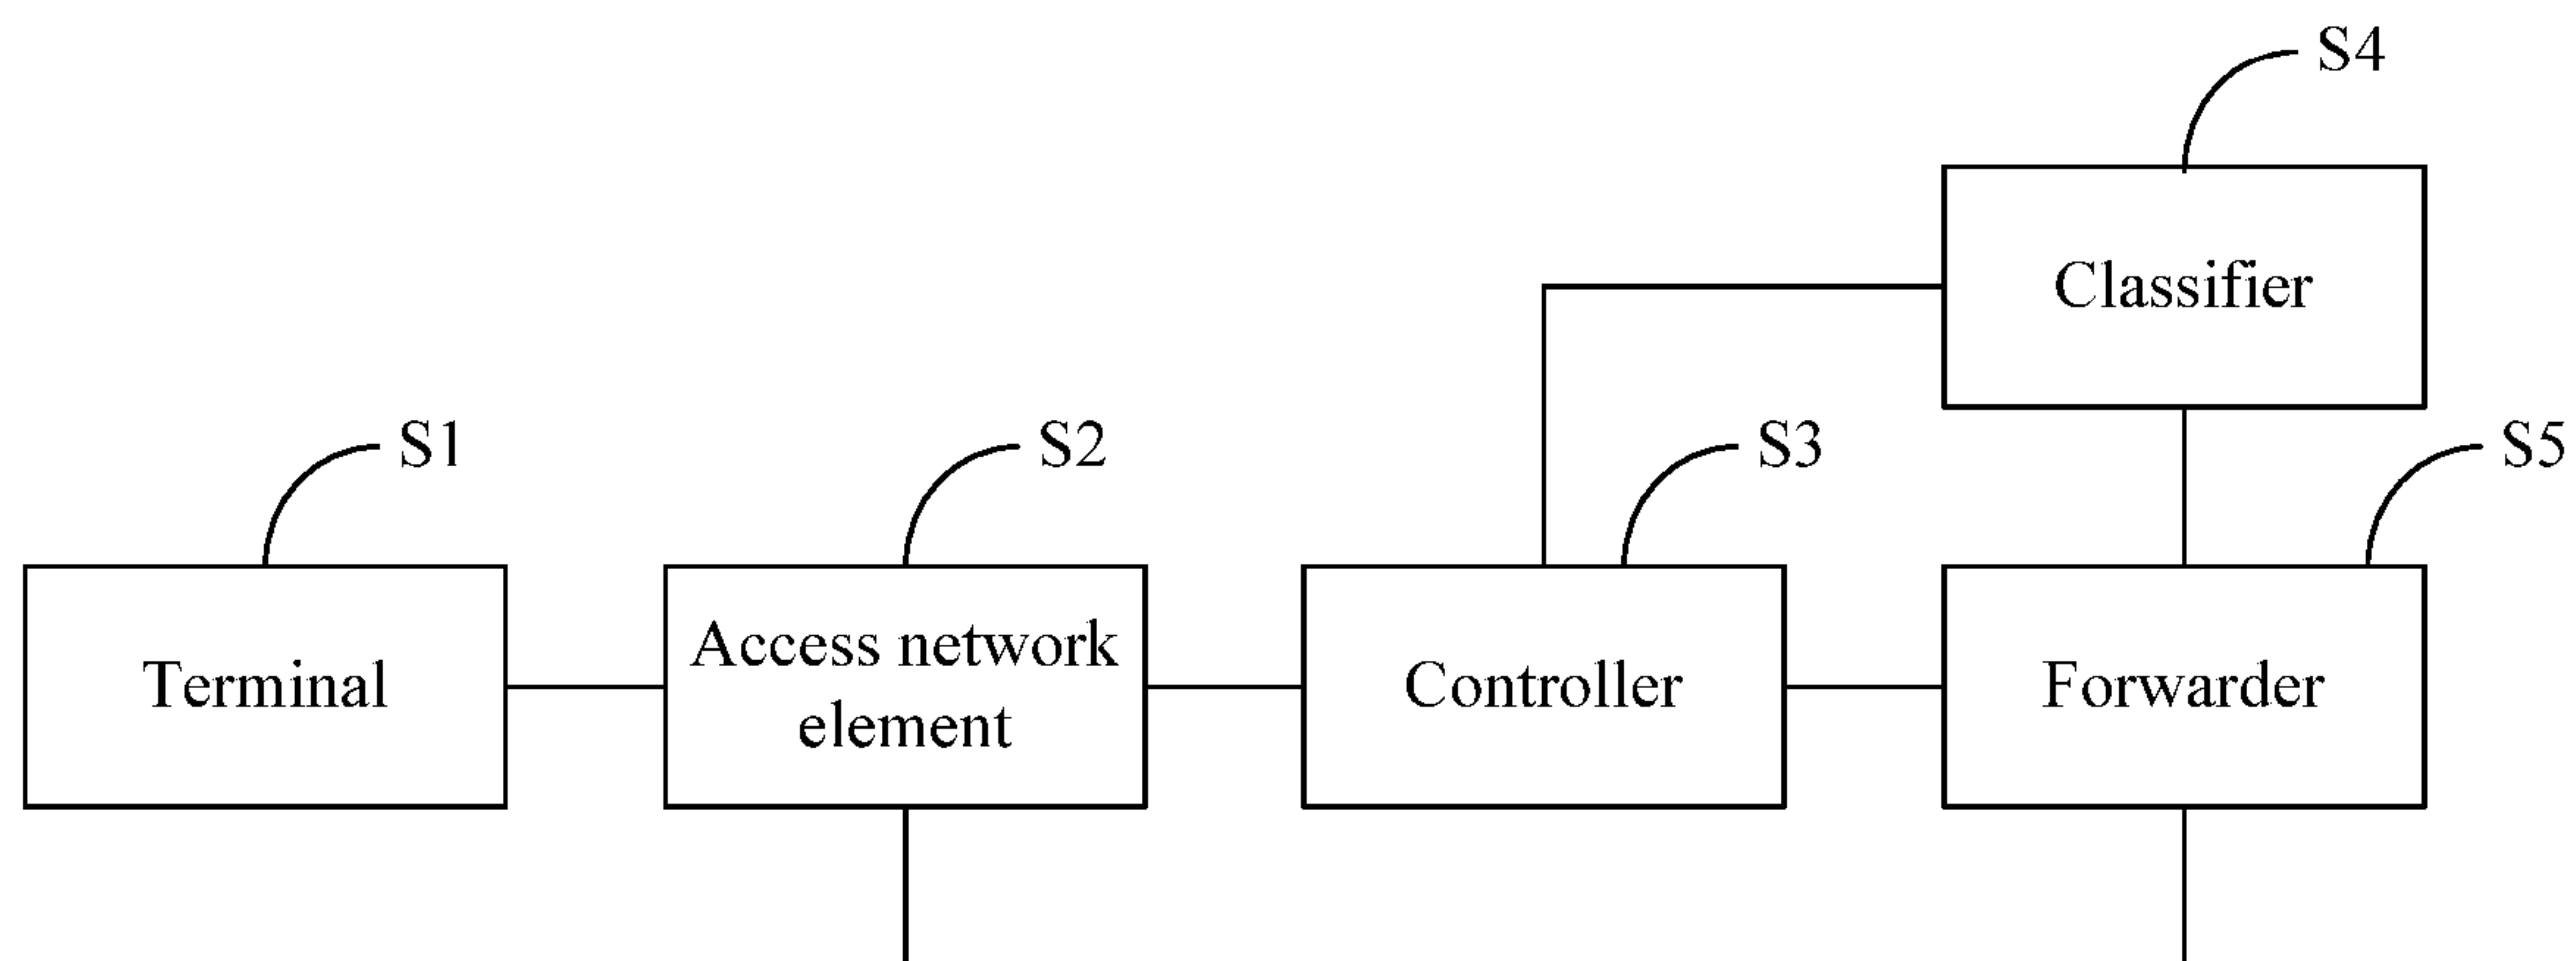 S4
Classifier
S1
S2
S3
S5
Terminal
Access network
element
Controller
Forwarder